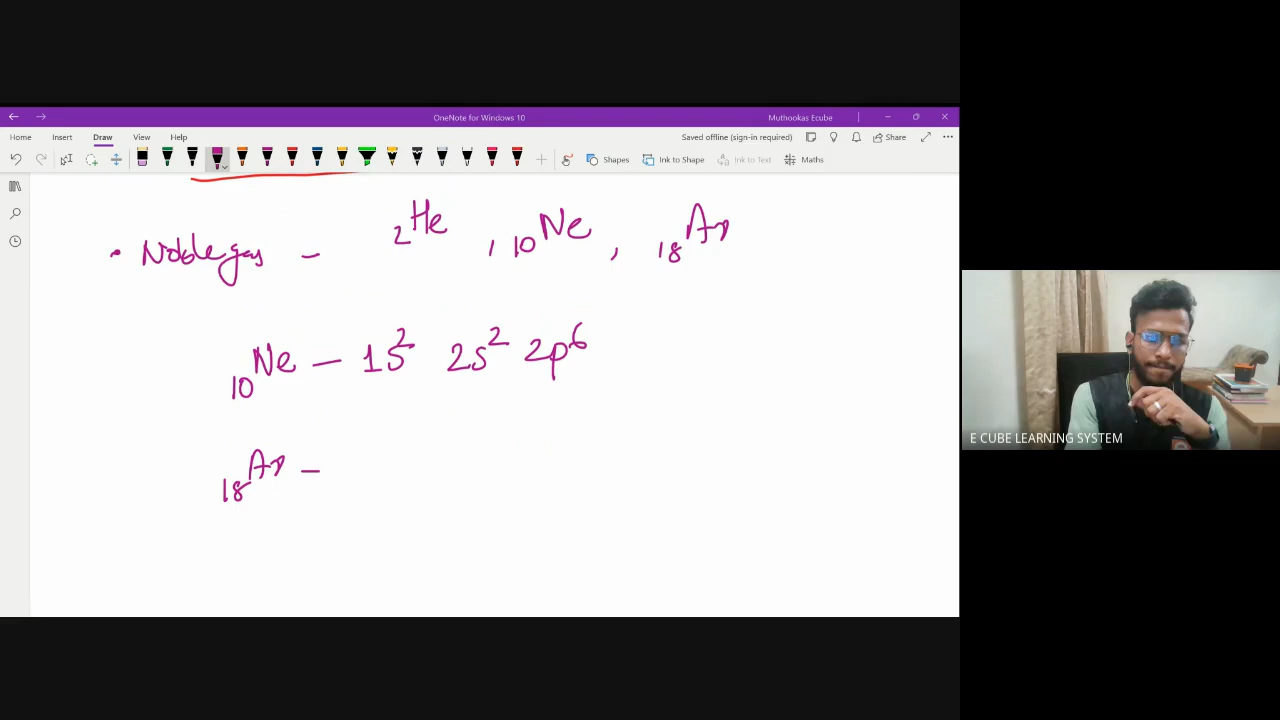 OneNote for Windows 10
Muthookas Ecube
Home Insert Draw View Help
Saved offline (sign-in required)
Share
Shapes
Ink to Shape
Ink to Text
Maths
• Noble gas – ₂He , ₁₀Ne , ₁₈Ar
₁₀Ne – 1s² 2s² 2p⁶
₁₈Ar –
E CUBE LEARNING SYSTEM